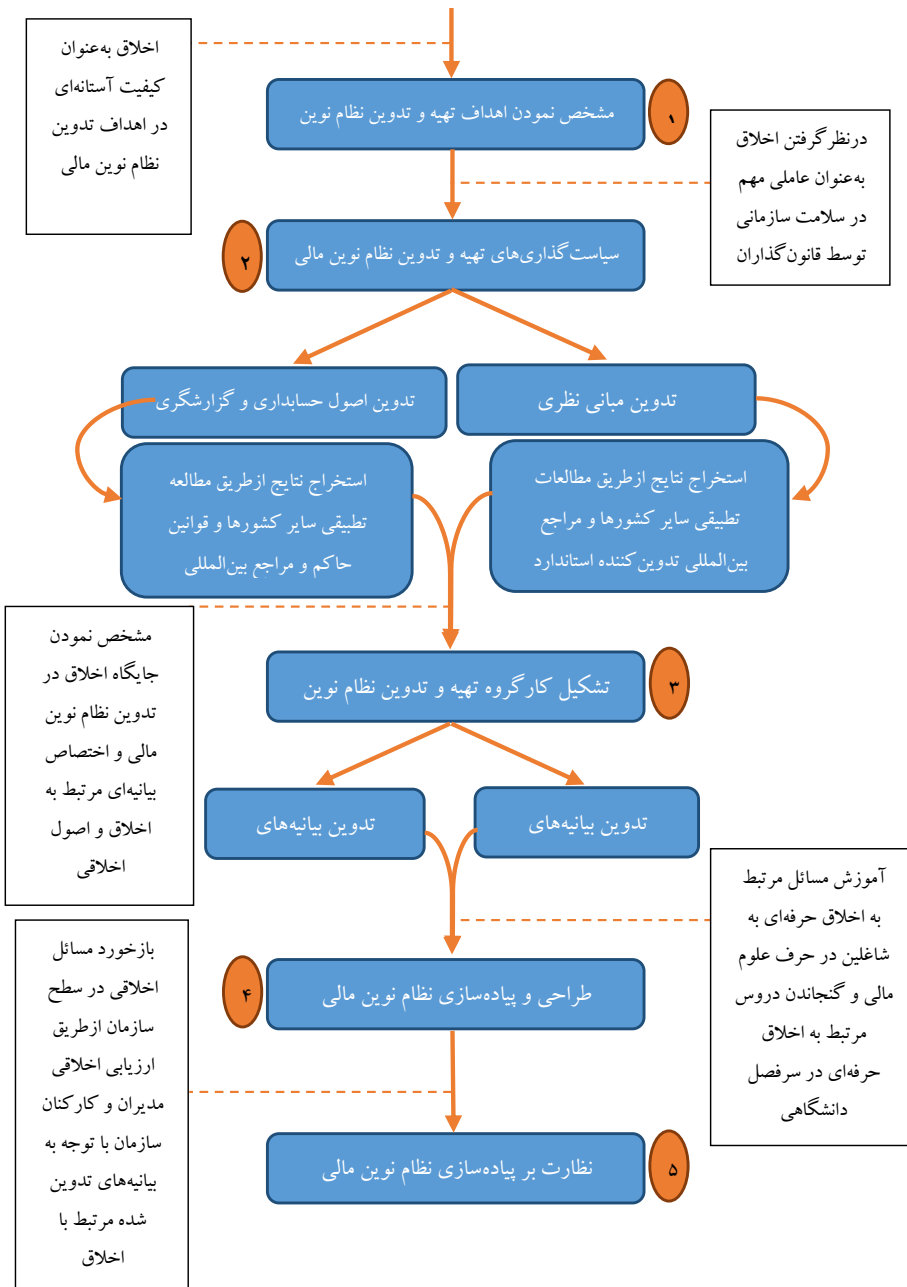 اخلاق به‌عنوان
کیفیت آستانه‌ای
در اهداف تدوین
نظام نوین مالی
مشخص نمودن اهداف تهیه و تدوین نظام نوین
۱
درنظرگرفتن اخلاق
به‌عنوان عاملی مهم
در سلامت سازمانی
توسط قانون‌گذاران
سیاست‌گذاری‌های تهیه و تدوین نظام نوین مالی
۲
تدوین مبانی نظری
تدوین اصول حسابداری و گزارشگری
استخراج نتایج ازطریق مطالعات
تطبیقی سایر کشورها و مراجع
بین‌المللی تدوین‌کننده استاندارد
استخراج نتایج ازطریق مطالعه
تطبیقی سایر کشورها و قوانین
حاکم و مراجع بین‌المللی
مشخص نمودن
جایگاه اخلاق در
تدوین نظام نوین
مالی و اختصاص
بیانیه‌ای مرتبط به
اخلاق و اصول
اخلاقی
تشکیل کارگروه تهیه و تدوین نظام نوین
۳
تدوین بیانیه‌های
تدوین بیانیه‌های
آموزش مسائل مرتبط
به اخلاق حرفه‌ای به
شاغلین در حرف علوم
مالی و گنجاندن دروس
مرتبط به اخلاق
حرفه‌ای در سرفصل
دانشگاهی
طراحی و پیاده‌سازی نظام نوین مالی
۴
بازخورد مسائل
اخلاقی در سطح
سازمان ازطریق
ارزیابی اخلاقی
مدیران و کارکنان
سازمان با توجه به
بیانیه‌های تدوین
شده مرتبط با
اخلاق
نظارت بر پیاده‌سازی نظام نوین مالی
۵